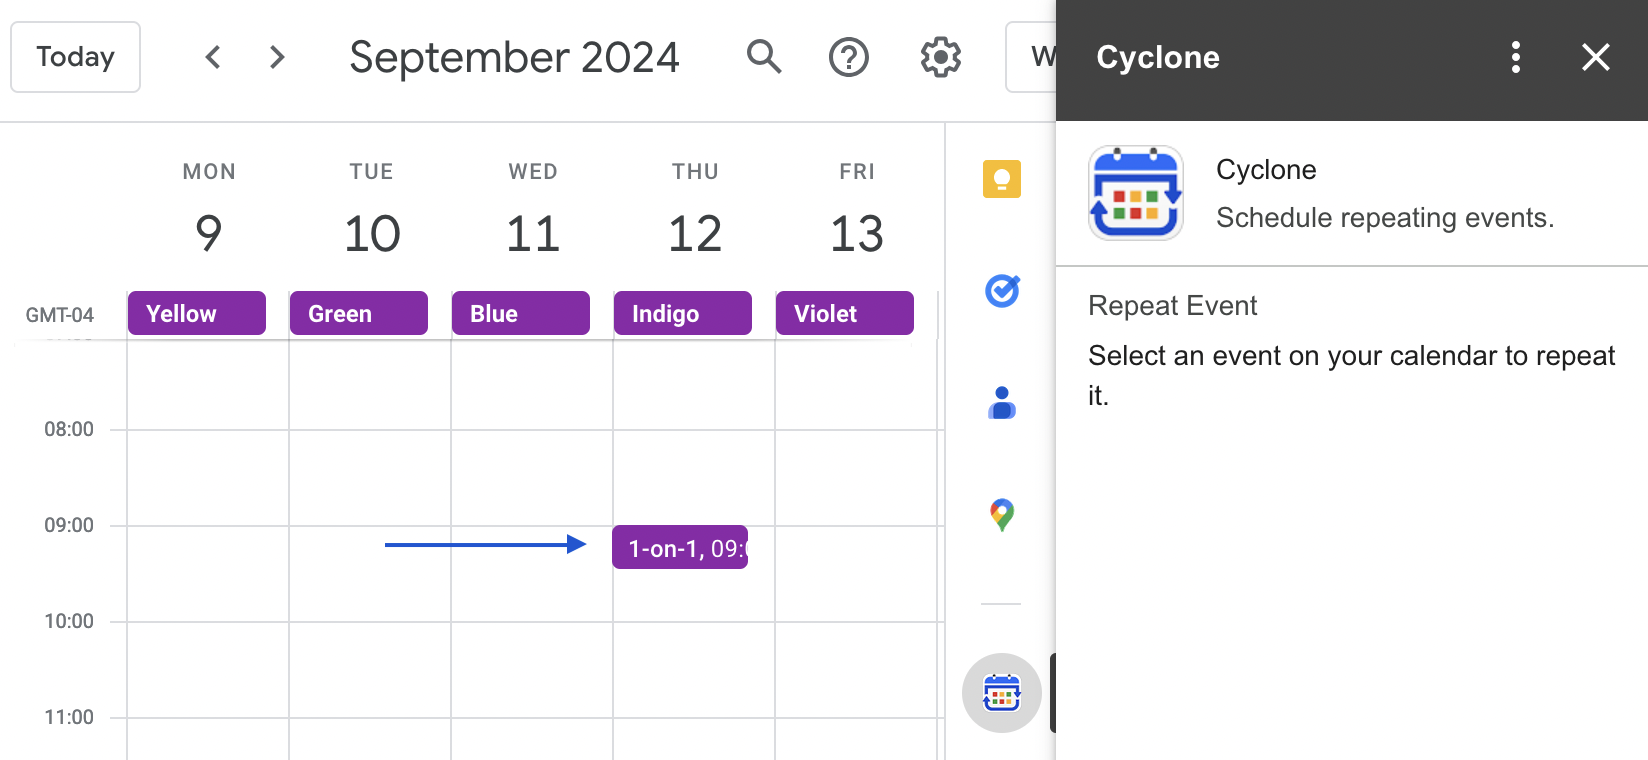 Today
September 2024
W
Cyclone
Cyclone
Schedule repeating events.
Repeat Event
Select an event on your calendar to repeat
it.
MON TUE WED THU FRI
9 10 11 12 13
GMT-04 Yellow Green Blue Indigo Violet
08:00
09:00
1-on-1, 09:
10:00
11:00